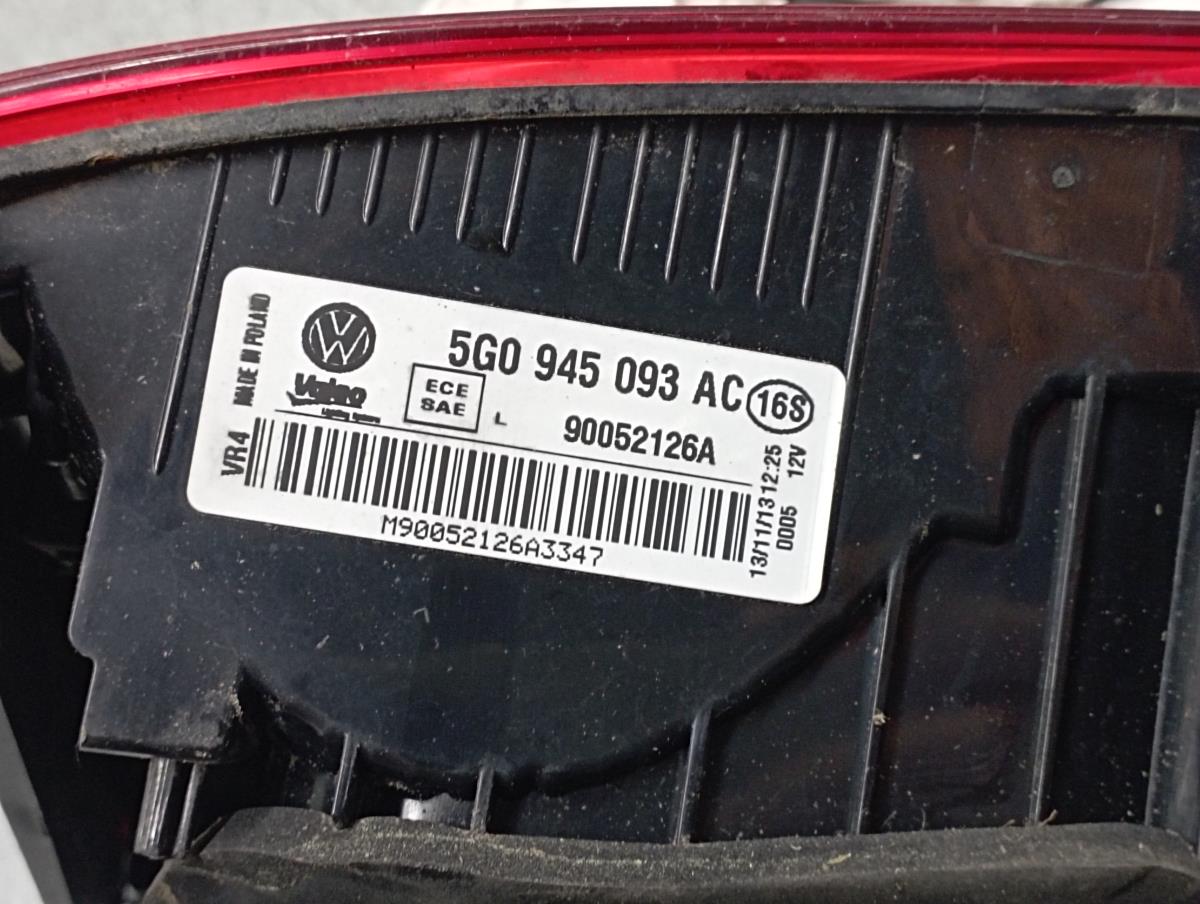 MADE IN POLAND
VW
Valeo
5G0 945 093 AC
16S
ECE
SAE
L
90052126A
VR4
M90052126A3347
13/11/13 12:25
0005 12V